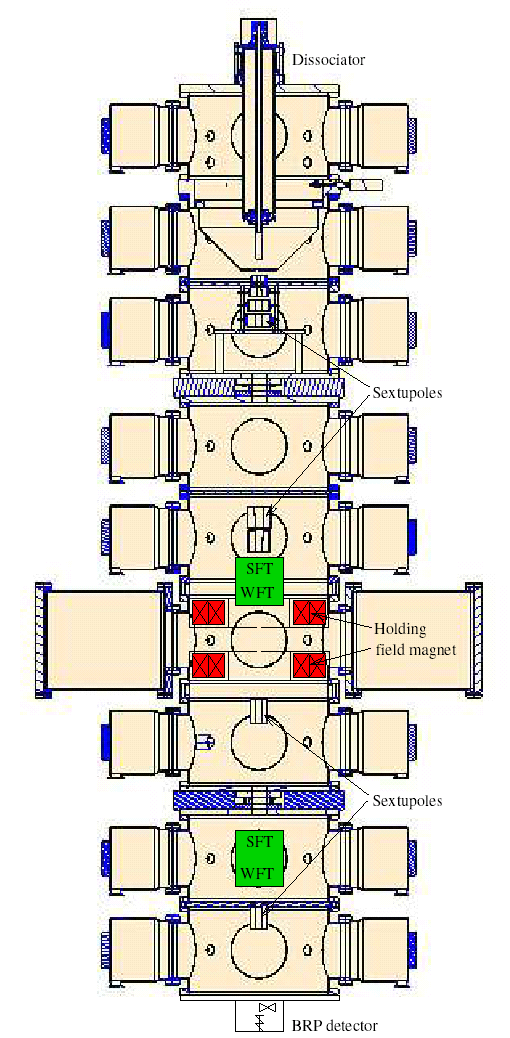 Dissociator
Sextupoles
SFT
WFT
Holding
field magnet
Sextupoles
SFT
WFT
BRP detector